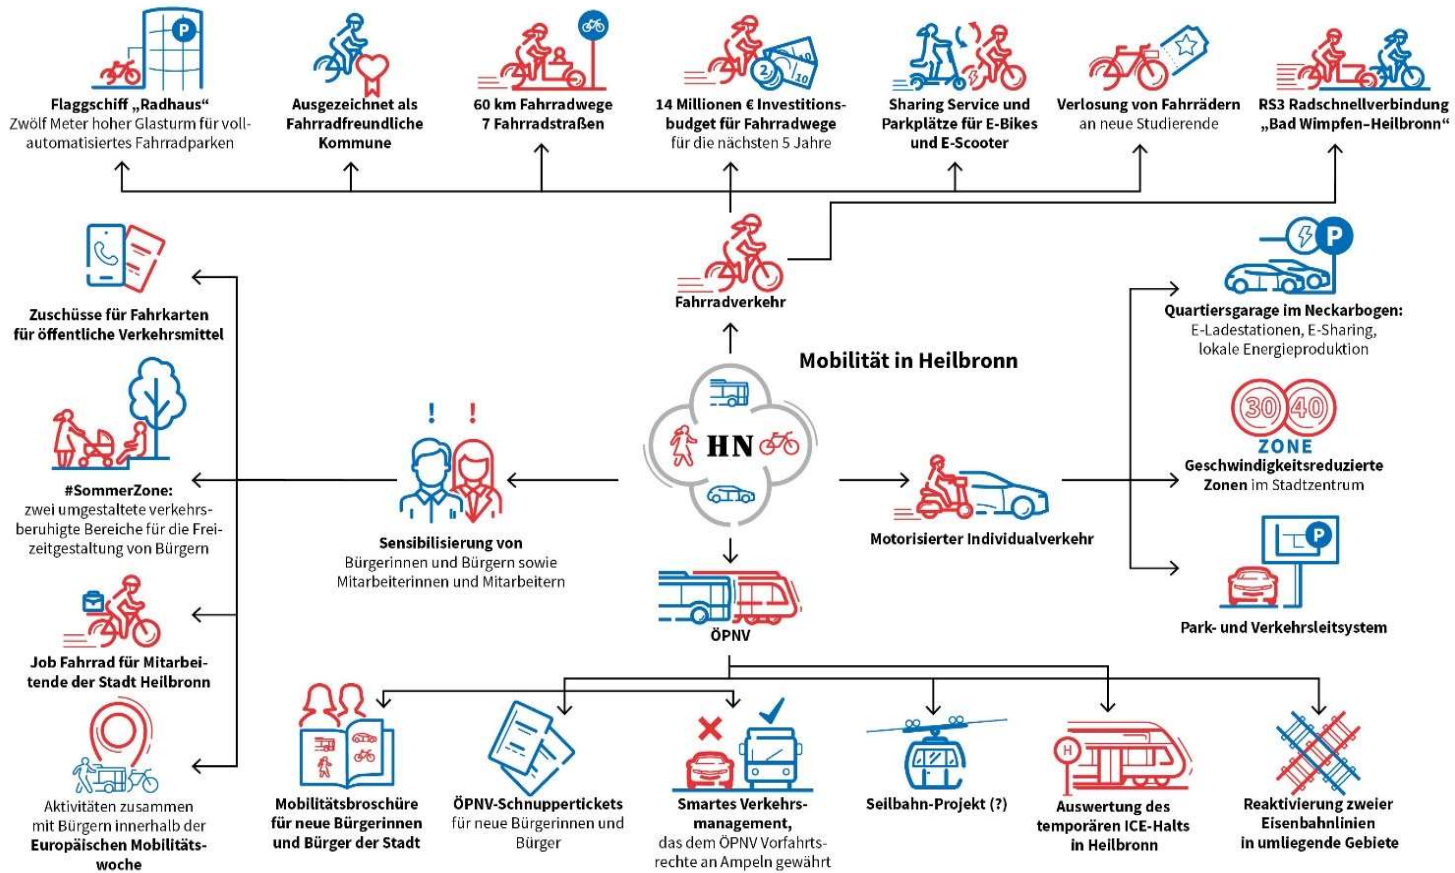 P
Flaggschiff „Radhaus“
Zwölf Meter hoher Glasturm für voll-
automatisiertes Fahrradparken
Ausgezeichnet als
Fahrradfreundliche
Kommune
60 km Fahrradwege
7 Fahrradstraßen
2
10
10
14 Millionen € Investitions-
budget für Fahrradwege
für die nächsten 5 Jahre
Sharing Service und
Parkplätze für E-Bikes
und E-Scooter
Verlosung von Fahrrädern
an neue Studierende
RS3 Radschnellverbindung
„Bad Wimpfen–Heilbronn“
Fahrradverkehr
Mobilität in Heilbronn
HN
Zuschüsse für Fahrkarten
für öffentliche Verkehrsmittel
#SommerZone:
zwei umgestaltete verkehrs-
beruhigte Bereiche für die Frei-
zeitgestaltung von Bürgern
Job Fahrrad für Mitarbei-
tende der Stadt Heilbronn
Aktivitäten zusammen
mit Bürgern innerhalb der
Europäischen Mobilitäts-
woche
! !
Sensibilisierung von
Bürgerinnen und Bürgern sowie
Mitarbeiterinnen und Mitarbeitern
Motorisierter Individualverkehr
P
Quartiersgarage im Neckarbogen:
E-Ladestationen, E-Sharing,
lokale Energieproduktion
30 40
ZONE
Geschwindigkeitsreduzierte
Zonen im Stadtzentrum
P
Park- und Verkehrsleitsystem
ÖPNV
Mobilitätsbroschüre
für neue Bürgerinnen
und Bürger der Stadt
ÖPNV-Schnuppertickets
für neue Bürgerinnen und
Bürger
Smartes Verkehrs-
management,
das dem ÖPNV Vorfahrts-
rechte an Ampeln gewährt
Seilbahn-Projekt (?)
H
Auswertung des
temporären ICE-Halts
in Heilbronn
Reaktivierung zweier
Eisenbahnlinien
in umliegende Gebiete